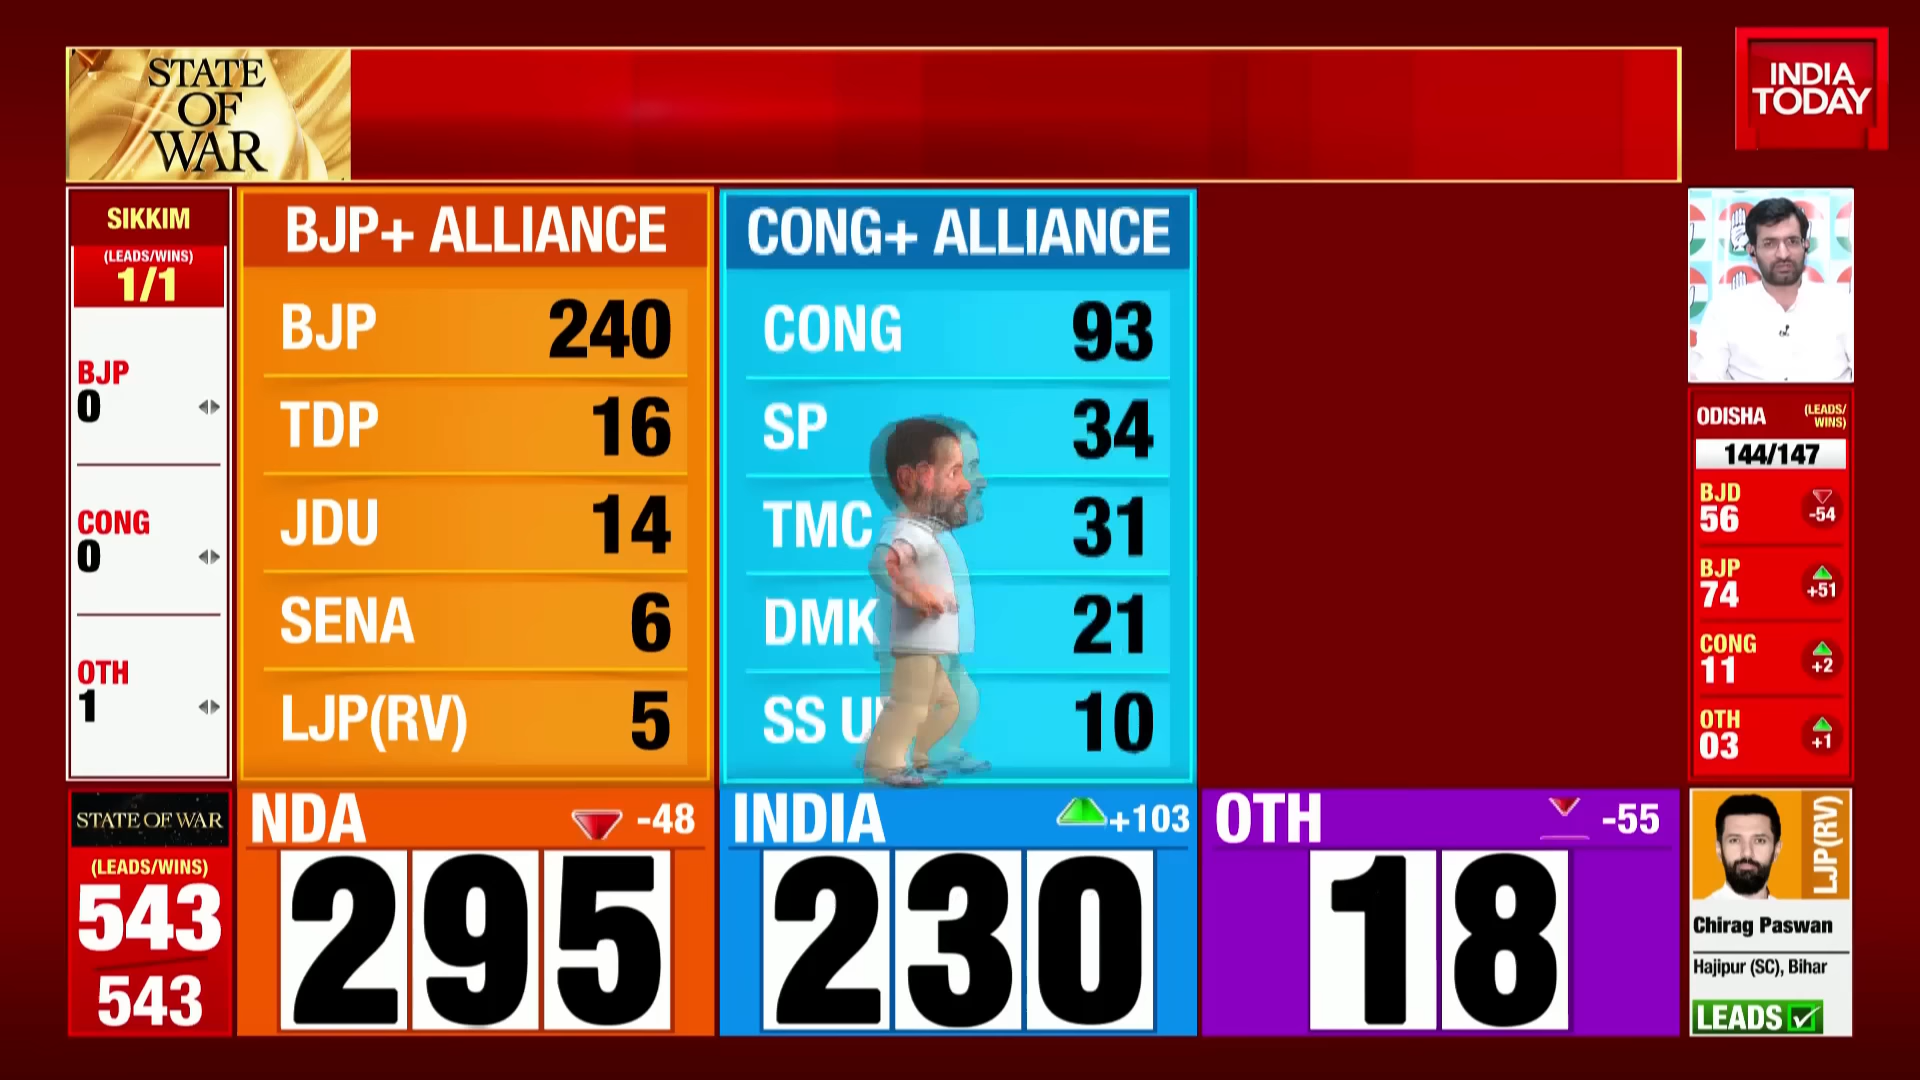 STATE
OF
WAR
INDIA
TODAY
SIKKIM
(LEADS/WINS)
1/1
BJP
0
CONG
0
OTH
1
BJP+ ALLIANCE
BJP 240
TDP 16
JDU 14
SENA 6
LJP(RV) 5
CONG+ ALLIANCE
CONG 93
SP 34
TMC 31
DMK 21
SS 10
ODISHA (LEADS/
WINS)
144/147
BJD
56 -54
BJP
74 +51
CONG
11 +2
OTH
03 +1
STATE OF WAR
(LEADS/WINS)
543
543
NDA -48
295
INDIA +103
230
OTH -55
18
LJP(RV)
Chirag Paswan
Hajipur (SC), Bihar
LEADS